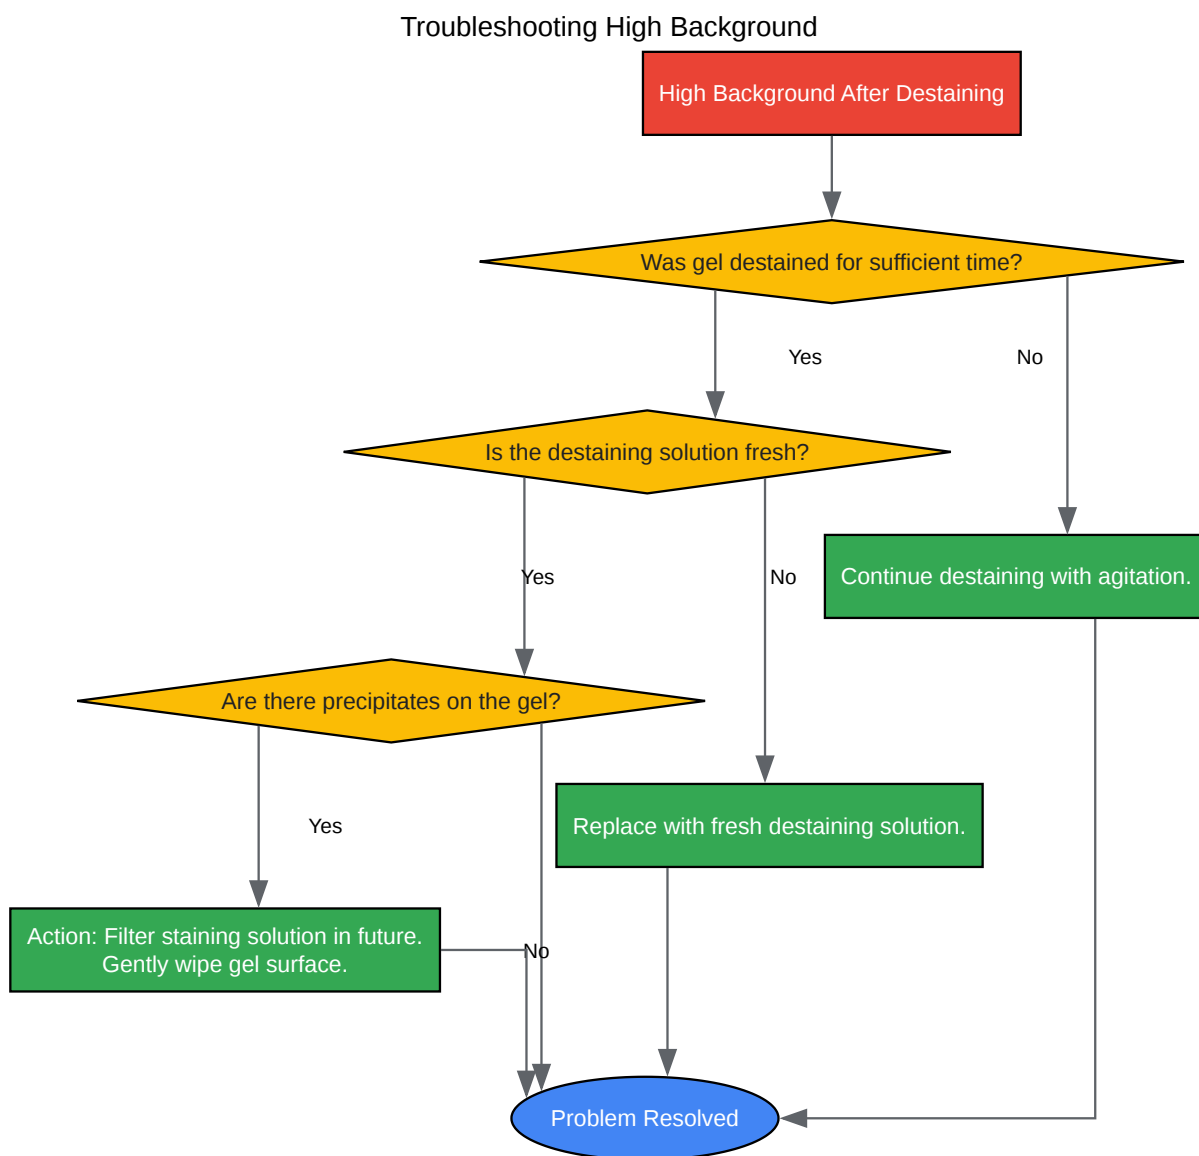 Troubleshooting High Background
High Background After Destaining
Was gel destained for sufficient time?
Yes
No
Is the destaining solution fresh?
Yes
No
Continue destaining with agitation.
Are there precipitates on the gel?
Yes
Replace with fresh destaining solution.
Action: Filter staining solution in future.
Gently wipe gel surface.
No
Problem Resolved